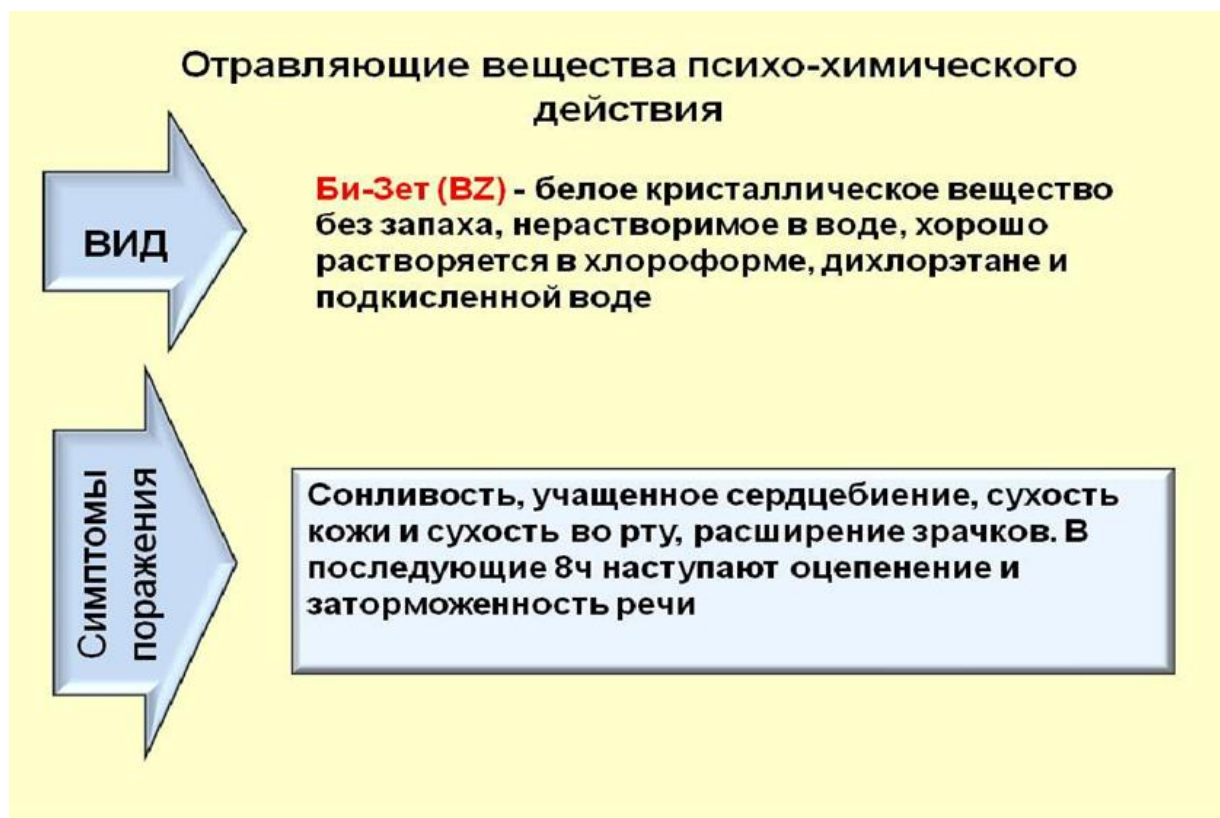 Отравляющие вещества психо-химического
действия
ВИД
Би-Зет (BZ) - белое кристаллическое вещество
без запаха, нерастворимое в воде, хорошо
растворяется в хлороформе, дихлорэтане и
подкисленной воде
Симптомы
поражения
Сонливость, учащенное сердцебиение, сухость
кожи и сухость во рту, расширение зрачков. В
последующие 8ч наступают оцепенение и
заторможенность речи